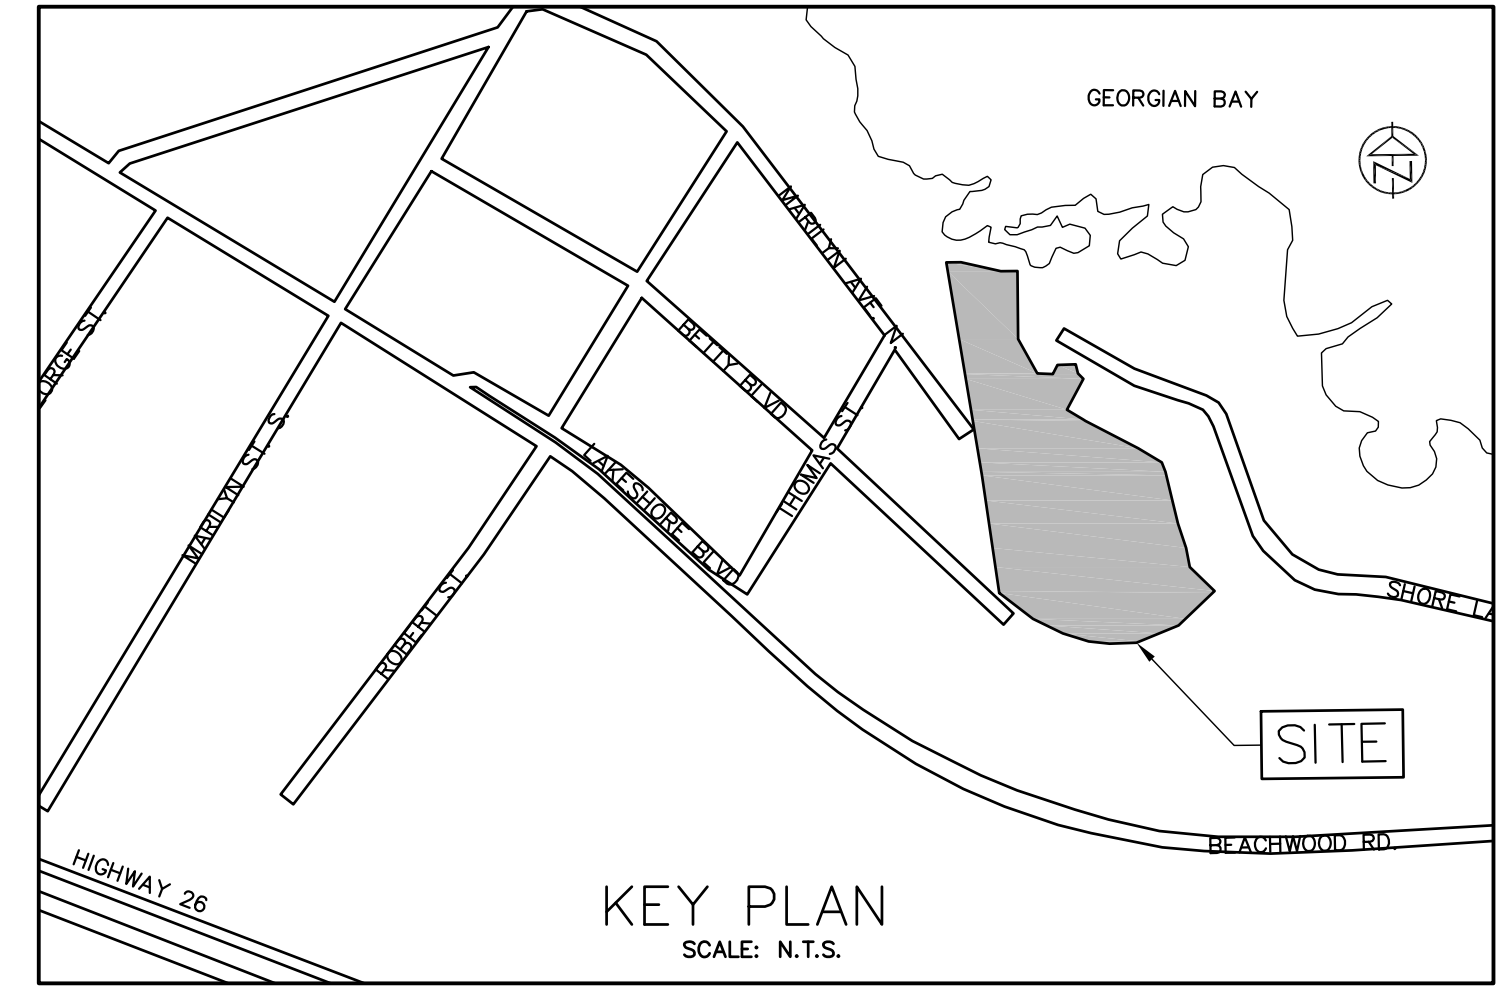 GEORGIAN BAY
N
MARILYN AVE. N
ORGE ST.
BETTY BLVD
THOMAS ST.
MARILYN ST. S.
LAKESHORE BLVD
ROBERT ST.
SHORE LA
SITE
BEACHWOOD RD.
HIGHWAY 26
KEY PLAN
SCALE: N.T.S.